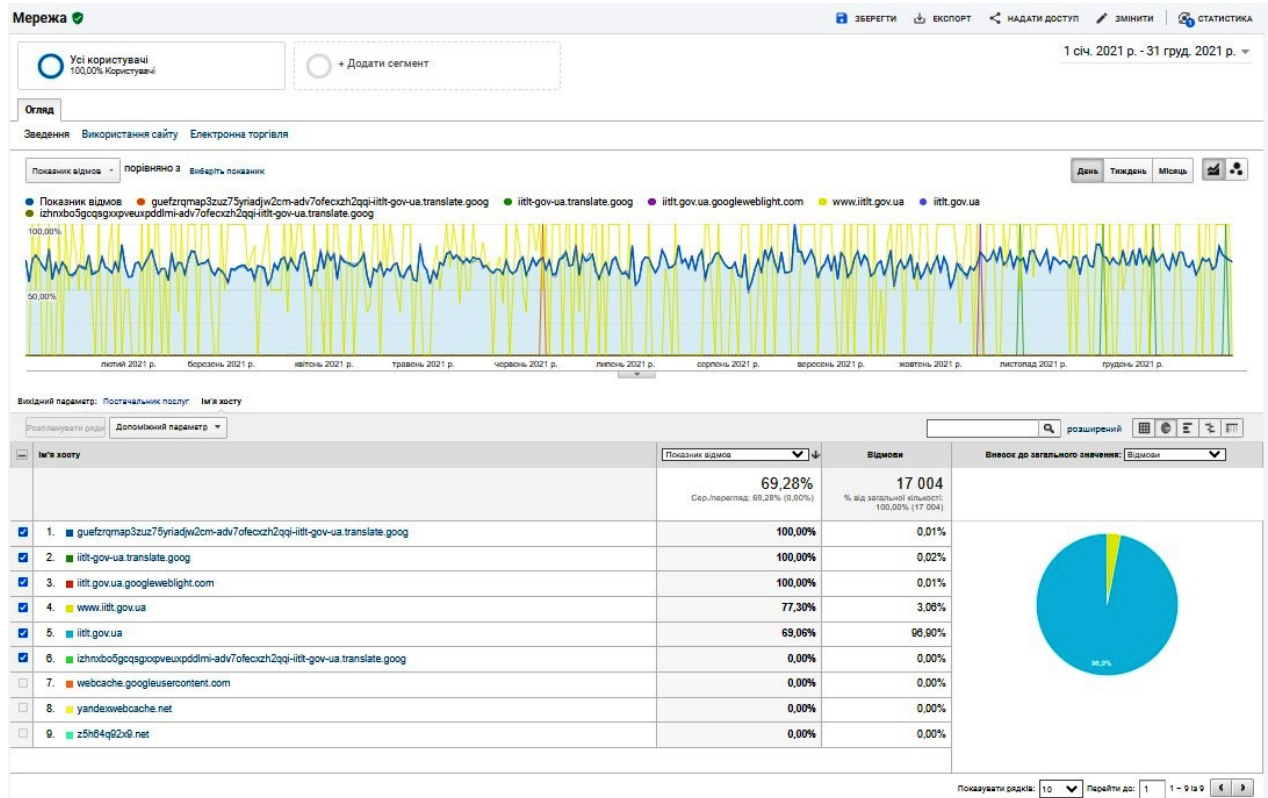 Мережа
ЗБЕРЕГТИ ЕКСПОРТ НАДАТИ ДОСТУП ЗМІНИТИ СТАТИСТИКА
Усі користувачі
100,00% Користувачі
+ Додати сегмент
1 січ. 2021 р. - 31 груд. 2021 р.
Огляд
Зведення Використання сайту Електронна торгівля
Показник відмов порівняно з Виберіть показник
День Тиждень Місяць
Показник відмов guefzrqmap3zuz75yriadjw2cm-adv7ofecxzh2qqi-iitlt-gov-ua.translate.goog iitlt-gov-ua.translate.goog iitlt.gov.ua.googleweblight.com www.iitlt.gov.ua iitlt.gov.ua
izhnxbo5gcqsgxxpveuxpddlmi-adv7ofecxzh2qqi-iitlt-gov-ua.translate.goog
100,00%
50,00%
лютий 2021 р. березень 2021 р. квітень 2021 р. травень 2021 р. червень 2021 р. липень 2021 р. серпень 2021 р. вересень 2021 р. жовтень 2021 р. листопад 2021 р. грудень 2021 р.
Вихідний параметр: Постачальник послуг Ім'я хосту
Розпланувати ряди Допоміжний параметр
розширений
Ім'я хосту Показник відмов Відмови Внесок до загального значення: Відмови
69,28% 17 004
Сер./перегляд: 69,28% (0,00%) % від загальної кількості:
100,00% (17 004)
1. guefzrqmap3zuz75yriadjw2cm-adv7ofecxzh2qqi-iitlt-gov-ua.translate.goog 100,00% 0,01%
2. iitlt-gov-ua.translate.goog 100,00% 0,02%
3. iitlt.gov.ua.googleweblight.com 100,00% 0,01%
4. www.iitlt.gov.ua 77,30% 3,06%
5. iitlt.gov.ua 69,06% 96,90%
6. izhnxbo5gcqsgxxpveuxpddlmi-adv7ofecxzh2qqi-iitlt-gov-ua.translate.goog 0,00% 0,00%
96,9%
7. webcache.googleusercontent.com 0,00% 0,00%
8. yandexwebcache.net 0,00% 0,00%
9. z5h64q92x9.net 0,00% 0,00%
Показувати рядків: 10 Перейти до: 1 1 – 9 із 9